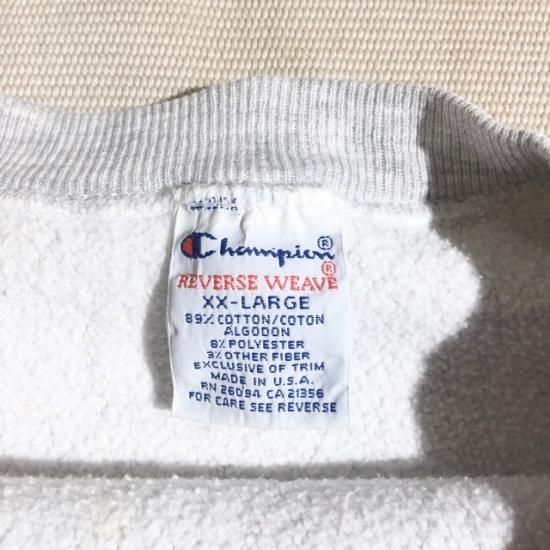 Champion®
REVERSE WEAVE®
XX-LARGE
89% COTTON/COTON
ALGODON
8% POLYESTER
3% OTHER FIBER
EXCLUSIVE OF TRIM
MADE IN U.S.A.
RN 26094 CA 21356
FOR CARE SEE REVERSE